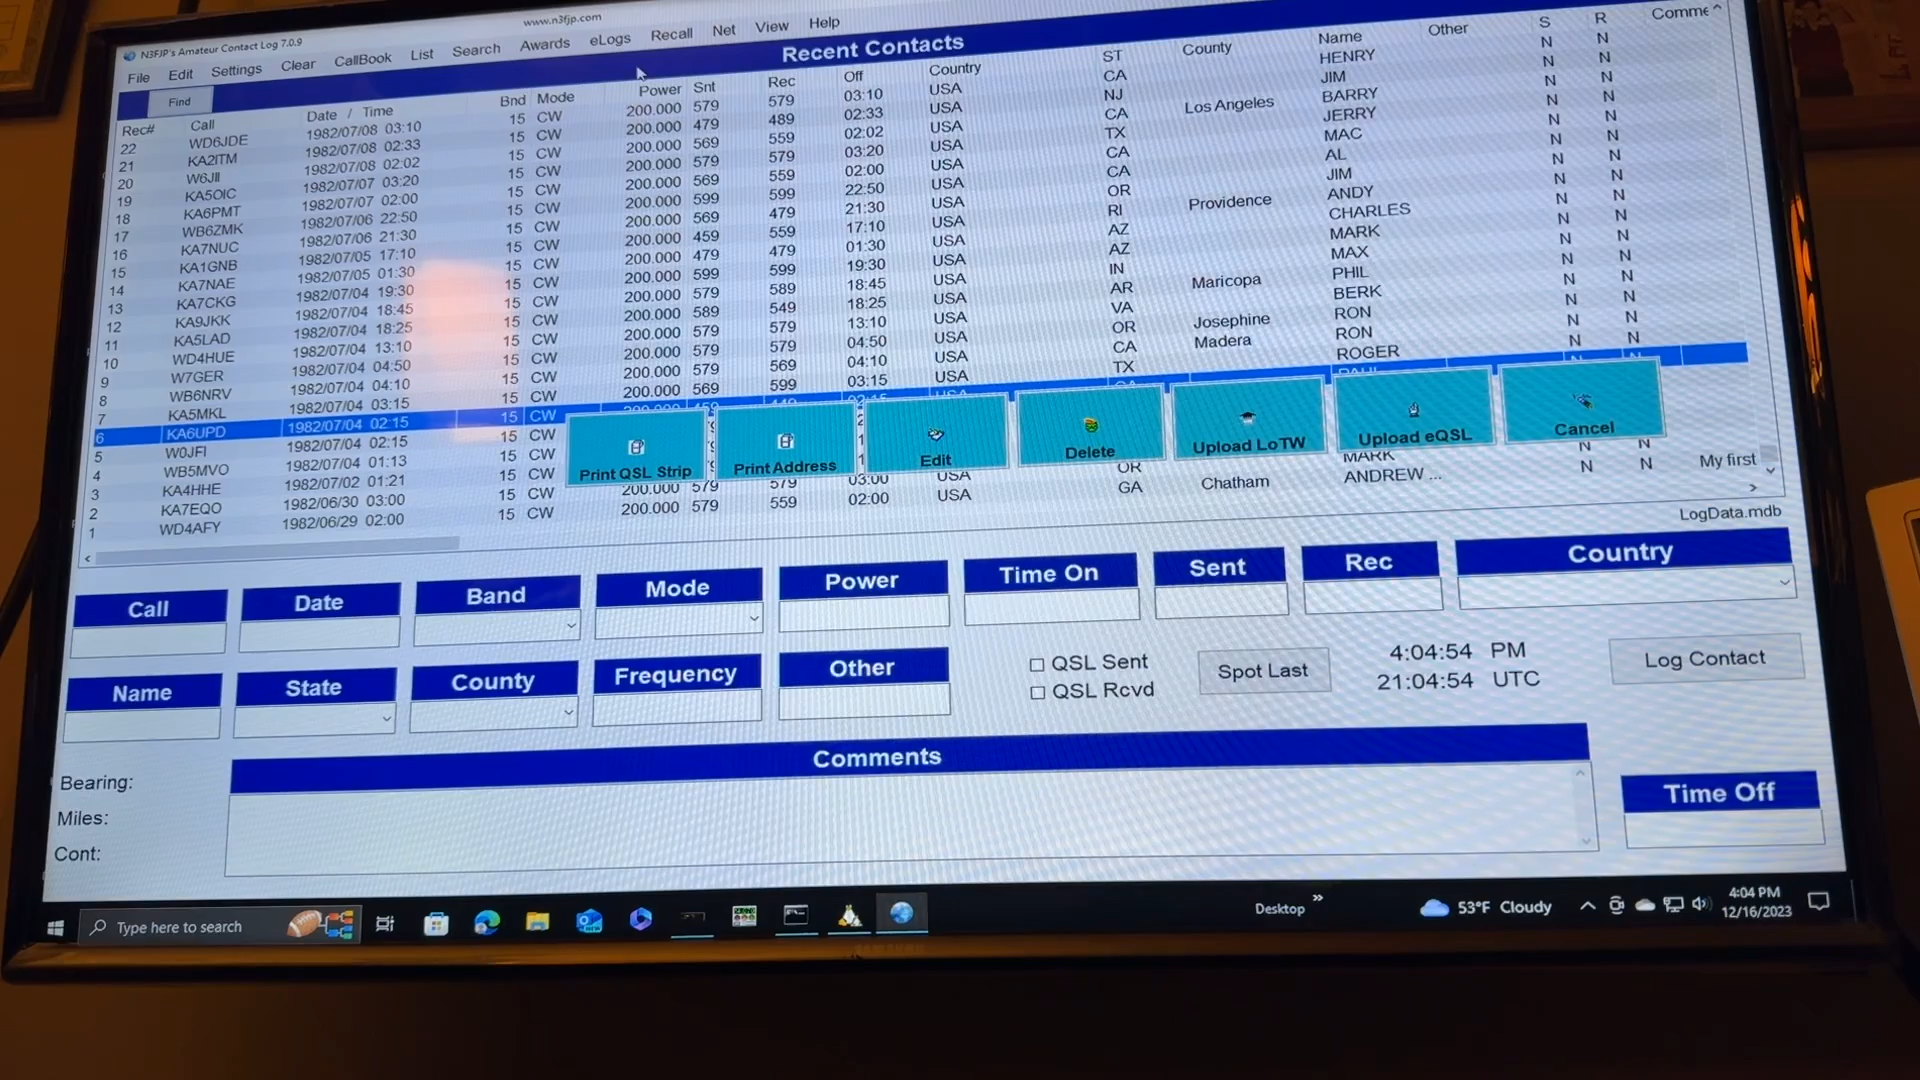 N3FJP's Amateur Contact Log 7.0.9 www.n3fjp.com
File Edit Settings Clear CallBook List Search Awards eLogs Recall Net View Help
Find Recent Contacts
Rec# Call Date / Time Bnd Mode Power Snt Rec Off Country ST County Name Other S R Comme
22 WD6JDE 1982/07/08 03:10 15 CW 200.000 579 579 03:10 USA CA HENRY N N
21 KA2ITM 1982/07/08 02:33 15 CW 200.000 479 489 02:33 USA NJ JIM N N
20 W6JII 1982/07/08 02:02 15 CW 200.000 569 559 02:02 USA CA Los Angeles BARRY N N
19 KA5OIC 1982/07/07 03:20 15 CW 200.000 579 579 03:20 USA TX JERRY N N
18 KA6PMT 1982/07/07 02:00 15 CW 200.000 569 559 02:00 USA CA MAC N N
17 WB6ZMK 1982/07/06 22:50 15 CW 200.000 599 599 22:50 USA CA AL N N
16 KA7NUC 1982/07/06 21:30 15 CW 200.000 569 479 21:30 USA OR JIM N N
15 KA1GNB 1982/07/05 17:10 15 CW 200.000 459 559 17:10 USA RI Providence ANDY N N
14 KA7NAE 1982/07/05 01:30 15 CW 200.000 479 479 01:30 USA AZ CHARLES N N
13 KA7CKG 1982/07/04 19:30 15 CW 200.000 599 599 19:30 USA AZ MARK N N
12 KA9JKK 1982/07/04 18:45 15 CW 200.000 579 589 18:45 USA IN MAX N N
11 KA5LAD 1982/07/04 18:25 15 CW 200.000 589 549 18:25 USA AR Maricopa PHIL N N
10 WD4HUE 1982/07/04 13:10 15 CW 200.000 579 579 13:10 USA VA BERK N N
9 W7GER 1982/07/04 04:50 15 CW 200.000 579 579 04:50 USA OR Josephine RON N N
8 WB6NRV 1982/07/04 04:10 15 CW 200.000 579 569 04:10 USA CA Madera RON N N
7 KA5MKL 1982/07/04 03:15 15 CW 200.000 569 599 03:15 USA TX ROGER N N
6 KA6UPD 1982/07/04 02:15 15 CW
5 W0JFI 1982/07/04 02:15 15 CW
4 WB5MVO 1982/07/04 01:13 15 CW
3 KA4HHE 1982/07/02 01:21 15 CW
2 KA7EQO 1982/06/30 03:00 15 CW 200.000 579 579 03:00 USA OR MARK N N
1 WD4AFY 1982/06/29 02:00 15 CW 200.000 579 559 02:00 USA GA Chatham ANDREW ... N N My first
Print QSL Strip Print Address Edit Delete Upload LoTW Upload eQSL Cancel
LogData.mdb
Call Date Band Mode Power Time On Sent Rec Country
Name State County Frequency Other
QSL Sent
QSL Rcvd
Spot Last
4:04:54 PM
21:04:54 UTC
Log Contact
Comments
Bearing:
Miles:
Cont:
Time Off
Type here to search
Desktop
53°F Cloudy
4:04 PM
12/16/2023